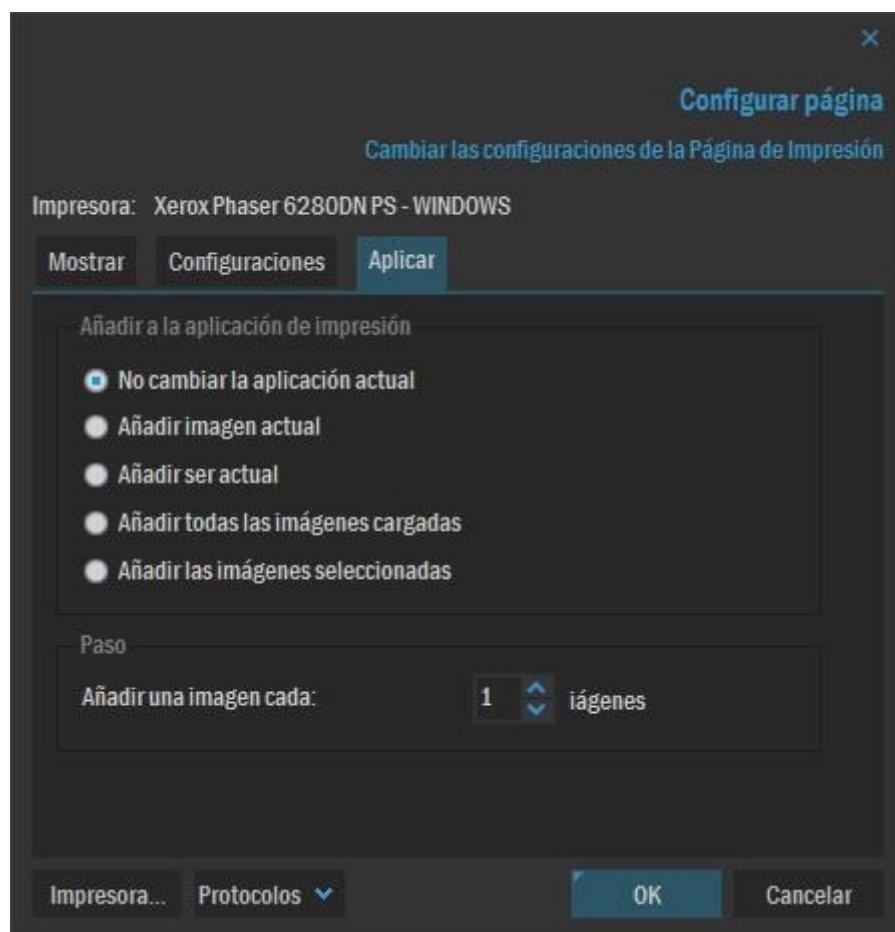 Configurar página
Cambiar las configuraciones de la Página de Impresión
Impresora: Xerox Phaser 6280DN PS - WINDOWS
Mostrar Configuraciones Aplicar
Añadir a la aplicación de impresión
No cambiar la aplicación actual
Añadir imagen actual
Añadir ser actual
Añadir todas las imágenes cargadas
Añadir las imágenes seleccionadas
Paso
Añadir una imagen cada: 1 iágenes
Impresora... Protocolos OK Cancelar